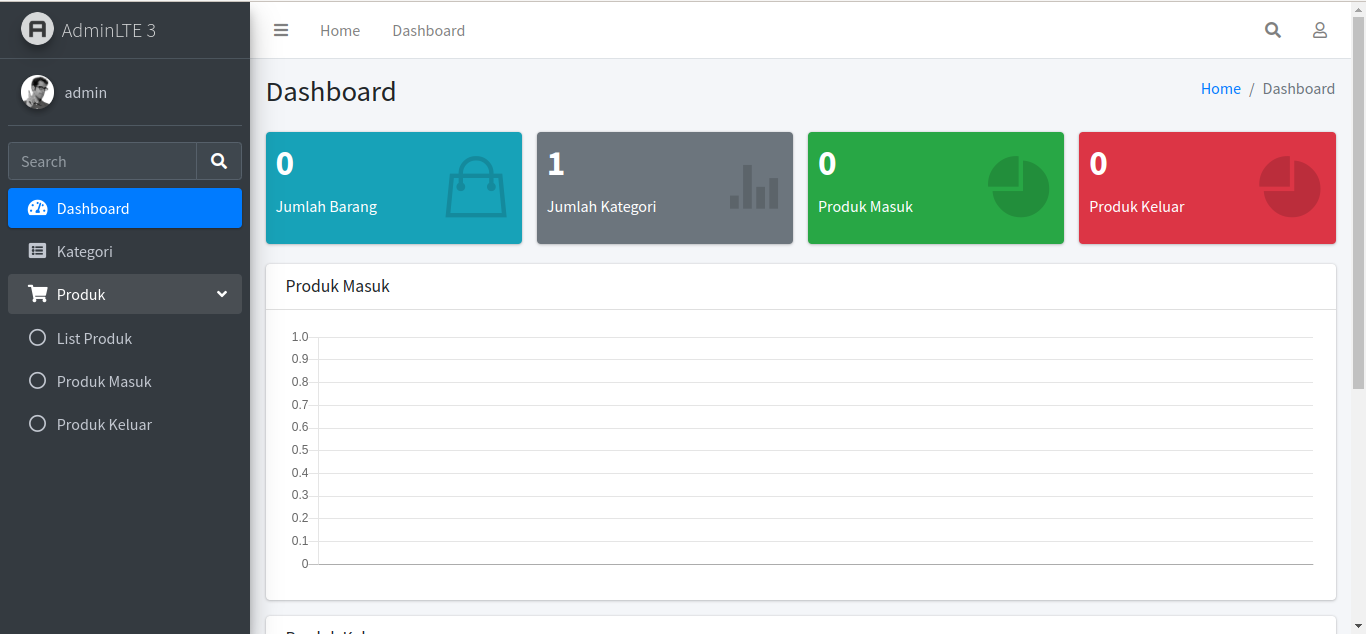 AdminLTE 3
Home
Dashboard
admin
Search
Dashboard
Kategori
Produk
List Produk
Produk Masuk
Produk Keluar
Dashboard
Home / Dashboard
0
Jumlah Barang
1
Jumlah Kategori
0
Produk Masuk
0
Produk Keluar
Produk Masuk
1.0
0.9
0.8
0.7
0.6
0.5
0.4
0.3
0.2
0.1
0